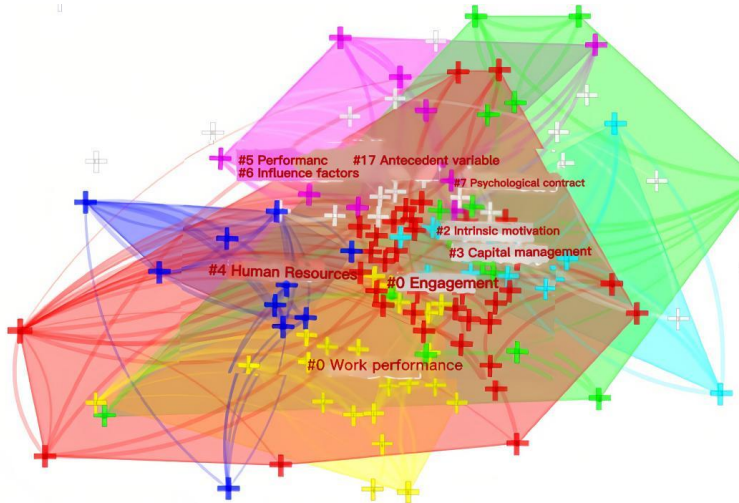 #5 Performanc
#17 Antecedent variable
#6 Influence factors
#7 Psychological contract
#2 Intrinsic motivation
#3 Capital management
#4 Human Resources
#0 Engagement
#0 Work performance